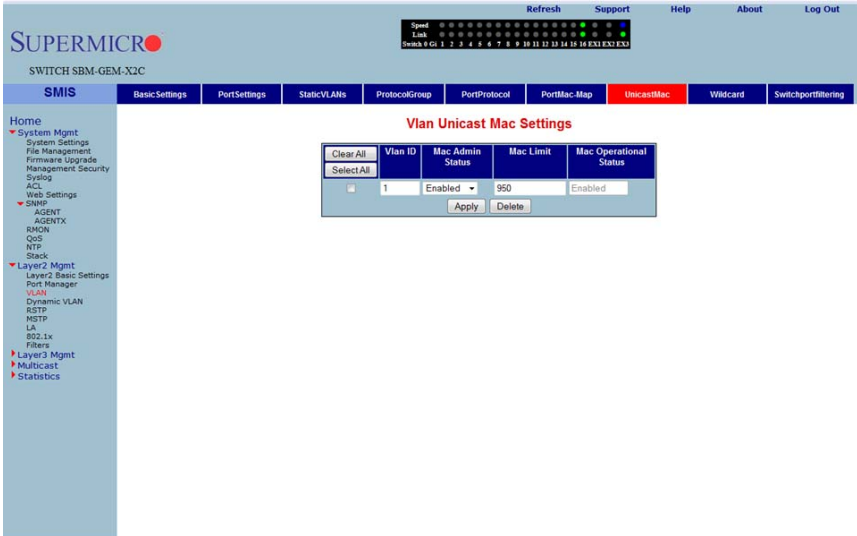 Refresh Support Help About Log Out
Speed
Link
Switch 0 Gi 1 2 3 4 5 6 7 8 9 10 11 12 13 14 15 16 EX1 EX2 EX3
SUPERMICR
SWITCH SBM-GEM-X2C
SMIS
Basic Settings PortSettings StaticVLANs ProtocolGroup PortProtocol PortMac-Map UnicastMac Wildcard Switchportfiltering
Home
System Mgmt
System Settings
File Management
Firmware Upgrade
Management Security
Syslog
ACL
Web Settings
SNMP
AGENT
AGENTX
RMON
QoS
NTP
Stack
Layer2 Mgmt
Layer2 Basic Settings
Port Manager
VLAN
Dynamic VLAN
RSTP
MSTP
LA
802.1x
Filters
Layer3 Mgmt
Multicast
Statistics
Vlan Unicast Mac Settings
Clear All
Select All
Vlan ID
Mac Admin
Status
Mac Limit
Mac Operational
Status
1 Enabled 950 Enabled
Apply Delete